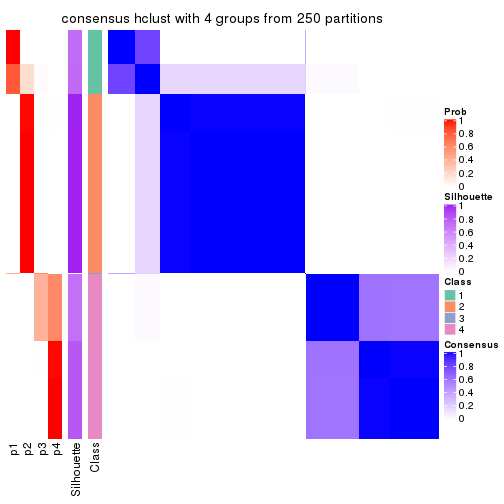 consensus hclust with 4 groups from 250 partitions
Prob
1
0.8
0.6
0.4
0.2
0
Silhouette
1
0.8
0.6
0.4
0.2
0
Class
1
2
3
4
Consensus
1
0.8
0.6
0.4
0.2
0
p1
p2
p3
p4
Silhouette
Class